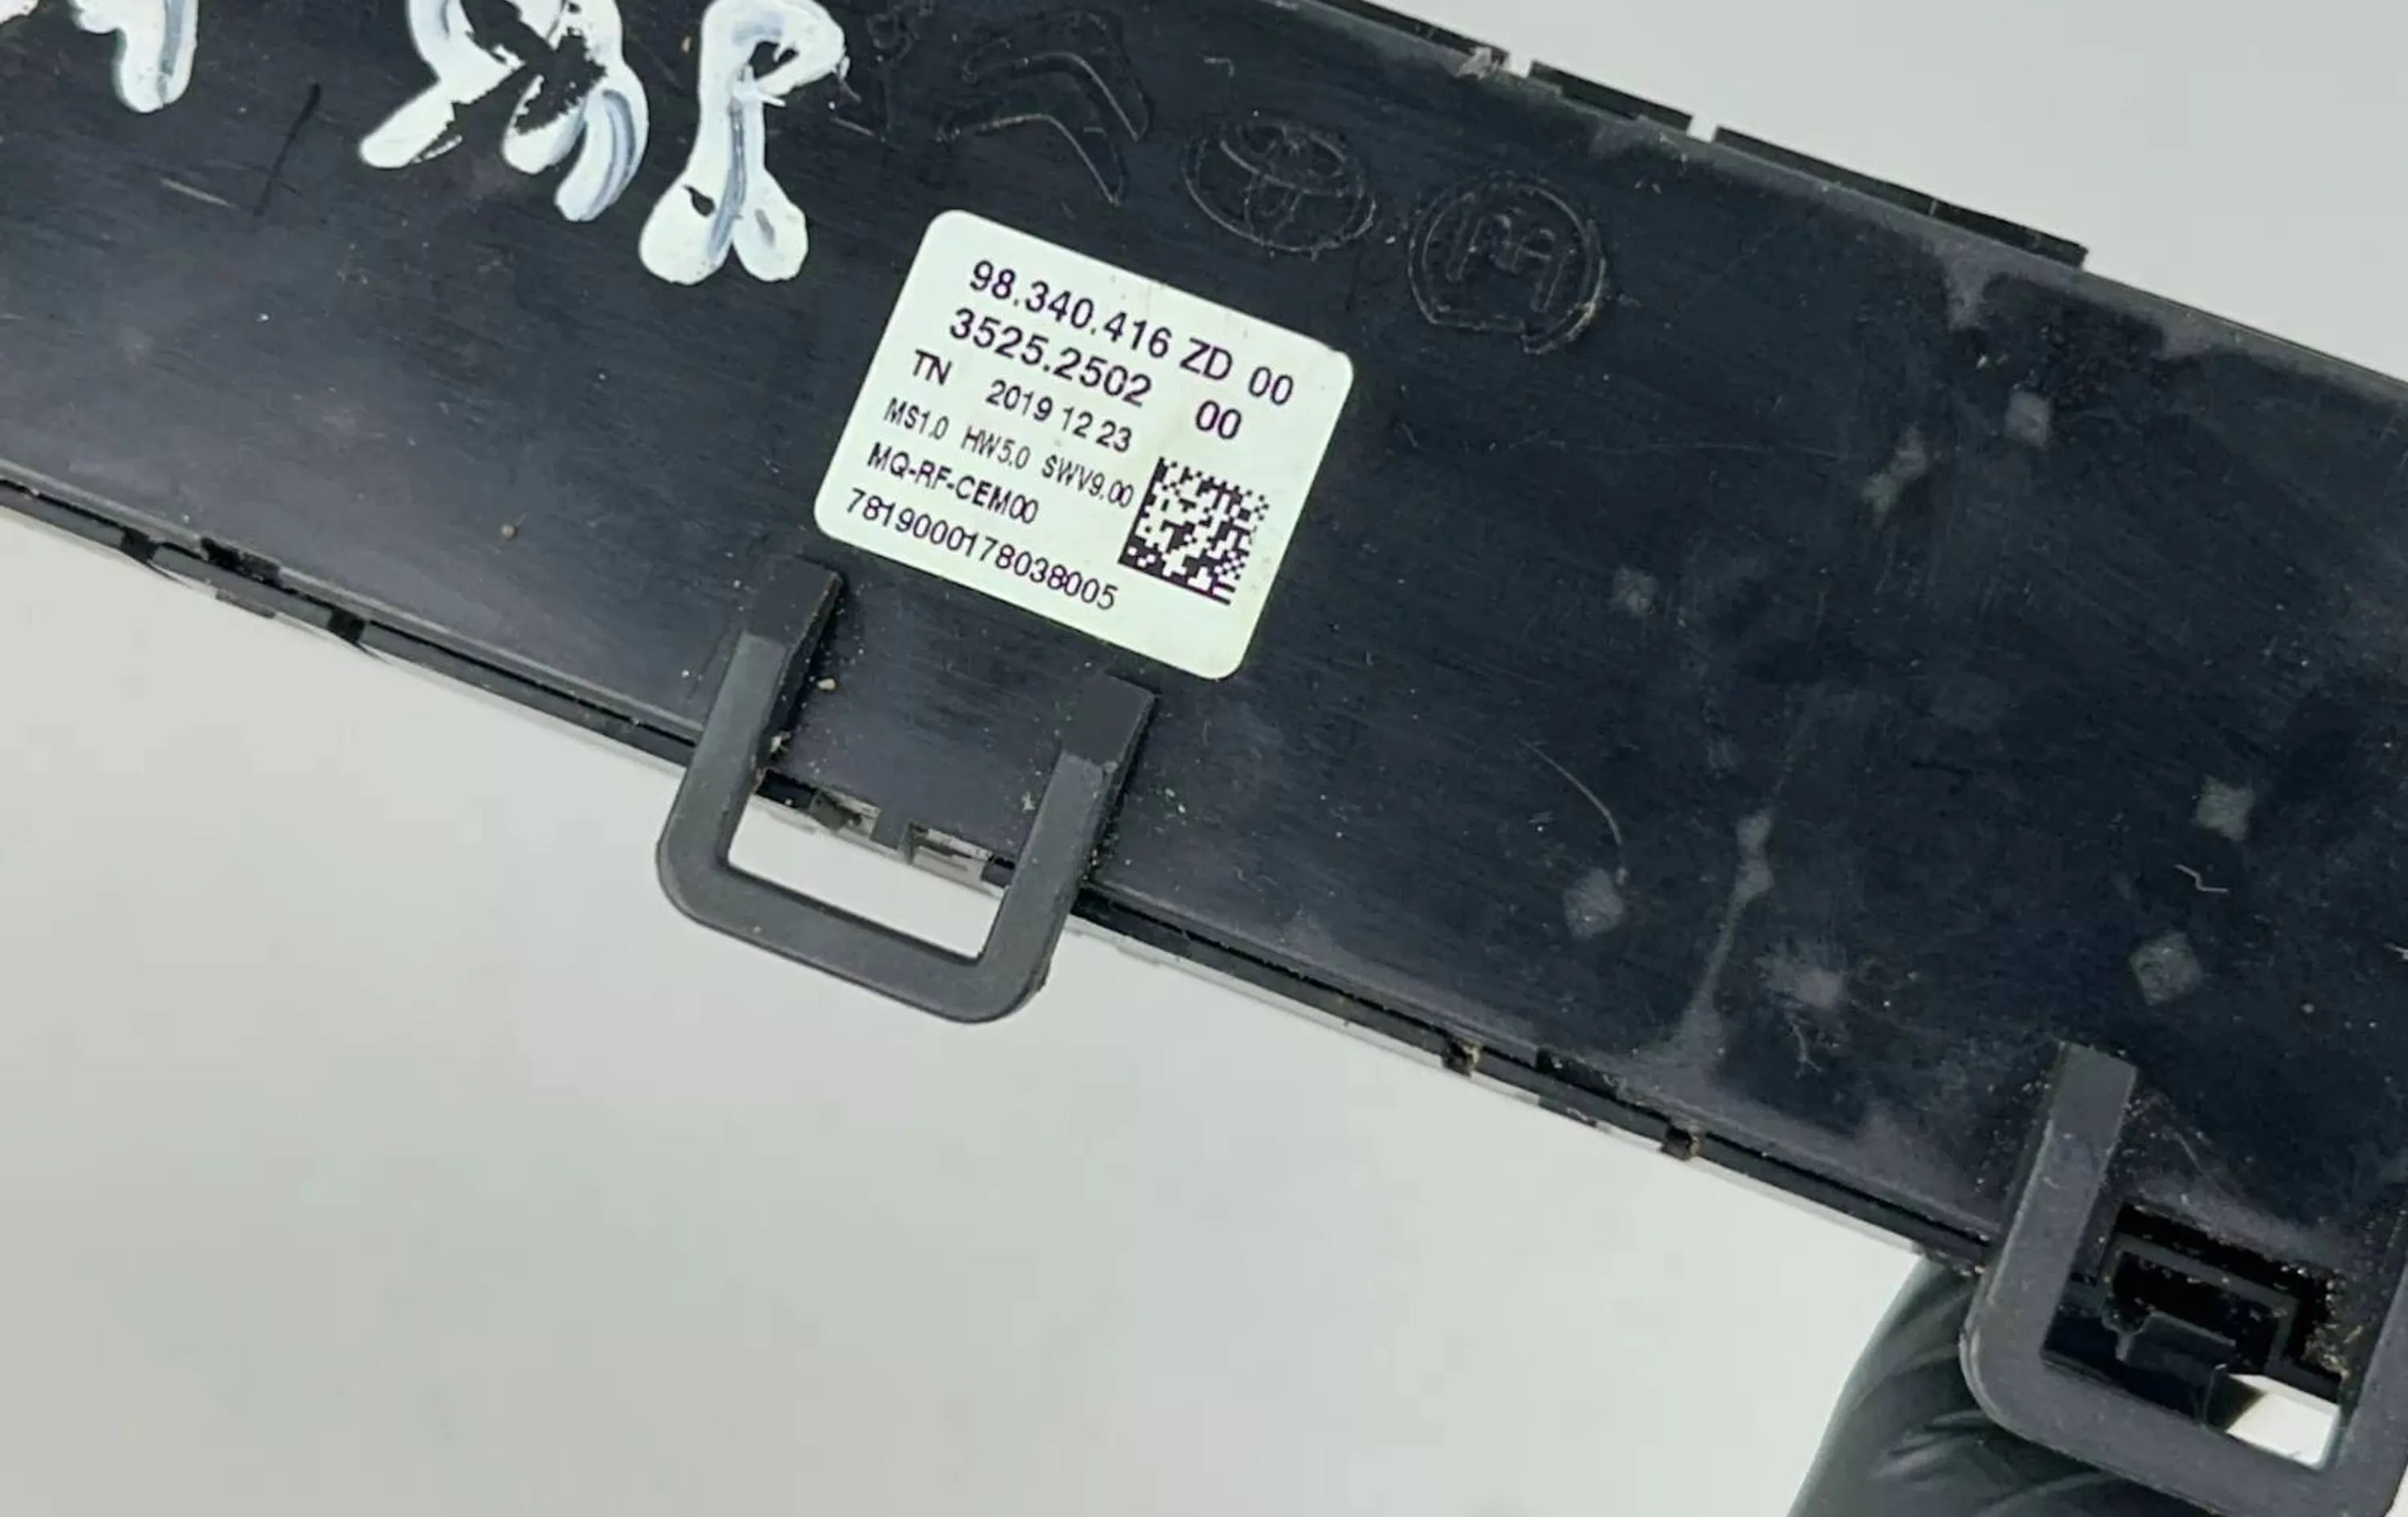 98.340.416 ZD 00
3525.2502 00
TN 2019 12 23
MS1.0 HW5.0 SWV9.00
MQ-RF-CEM00
7819000178038005